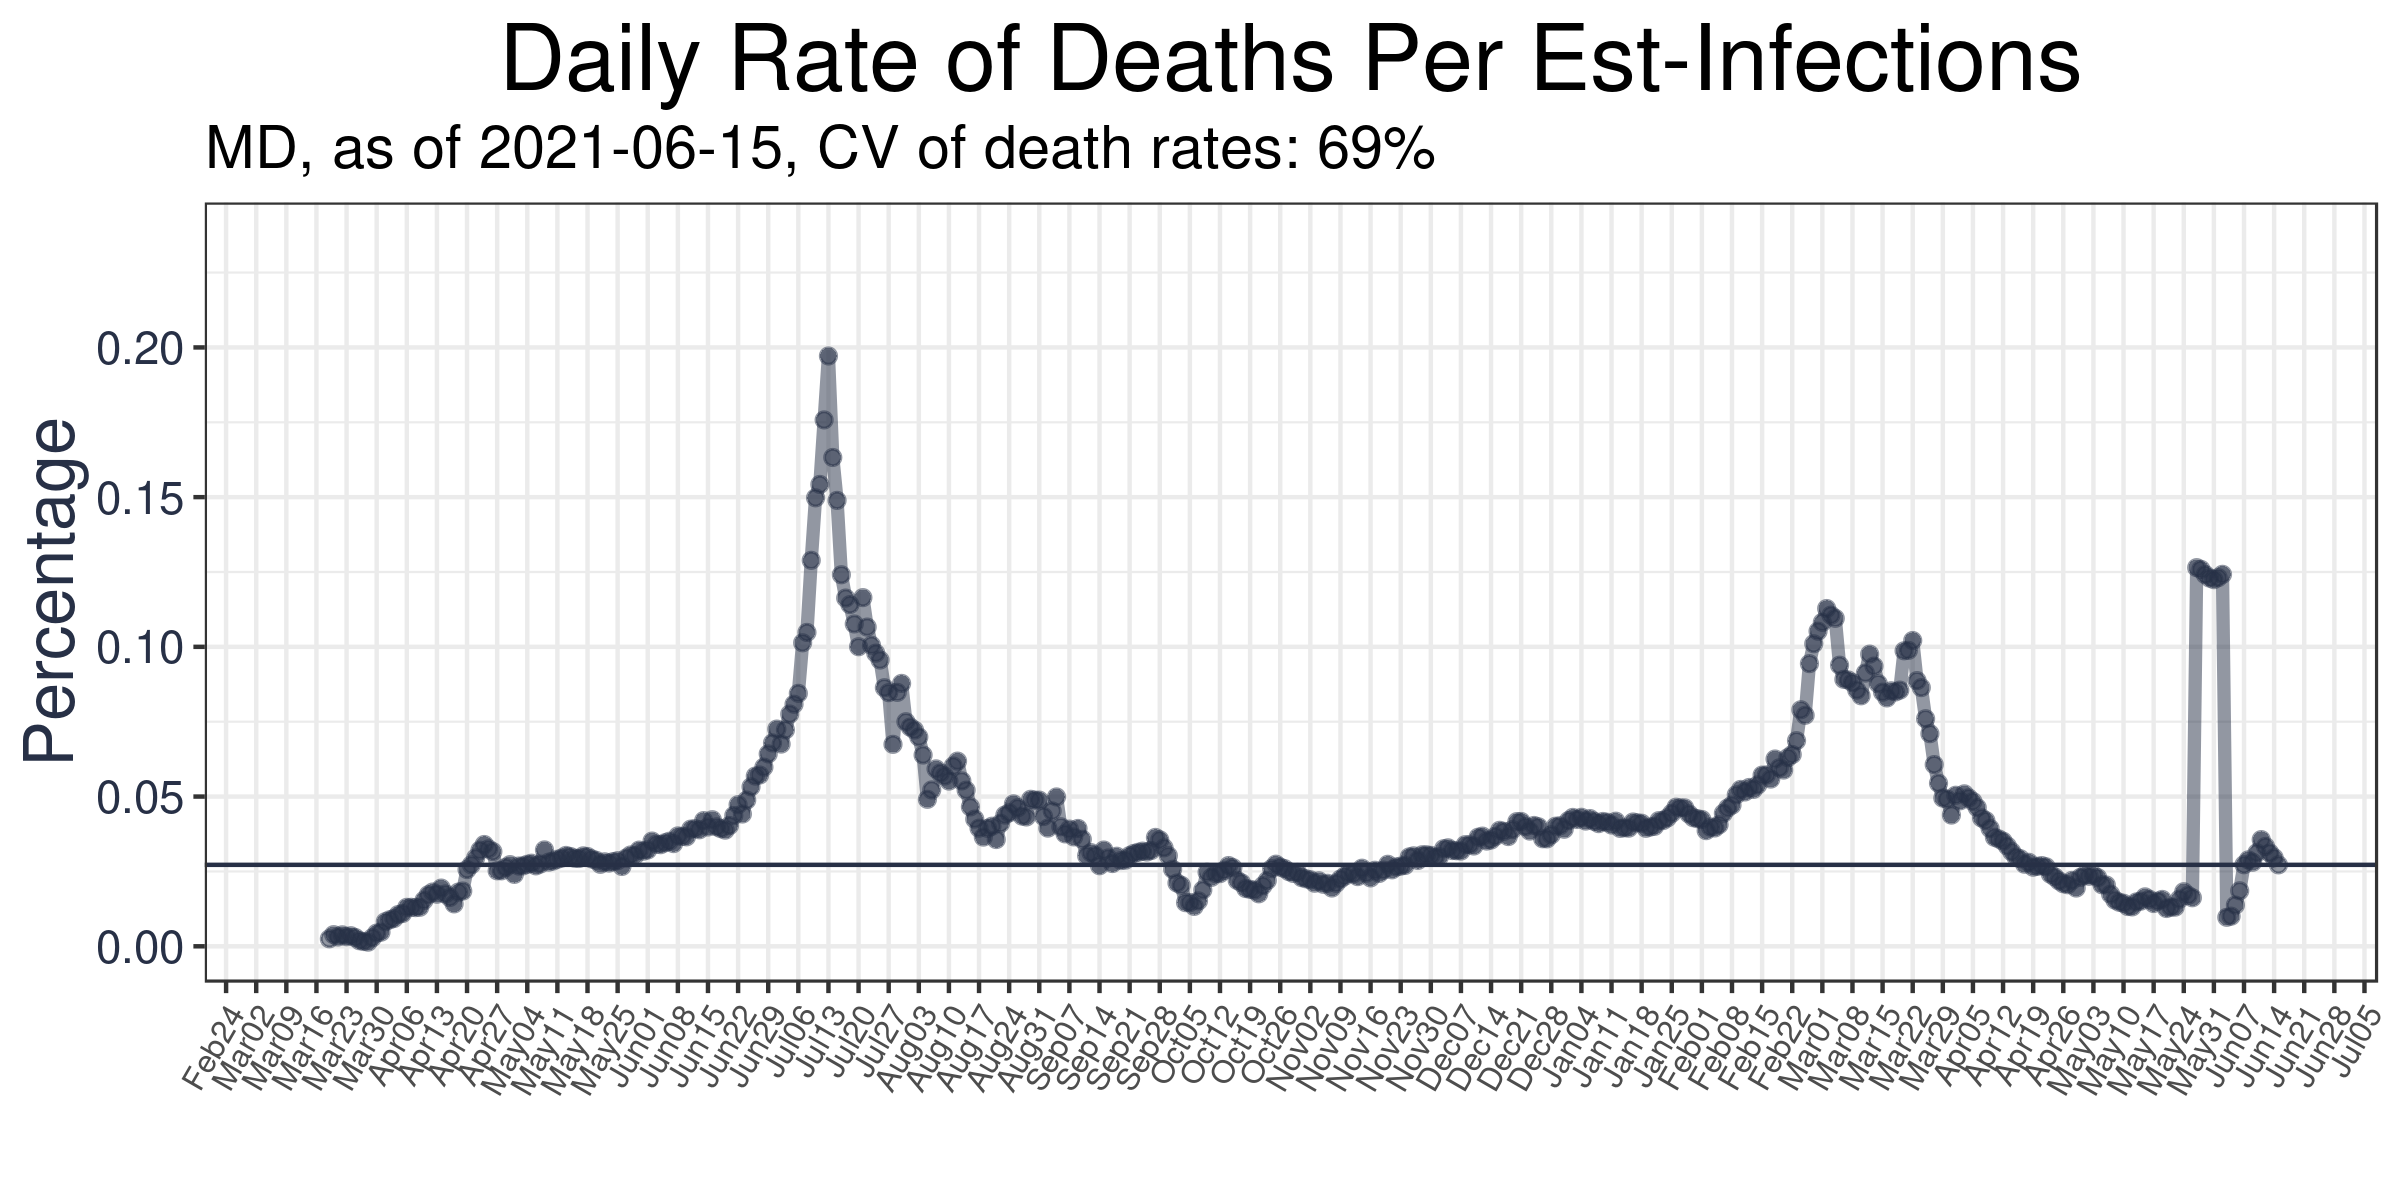 Daily Rate of Deaths Per Est-Infections
MD, as of 2021-06-15, CV of death rates: 69%
Percentage
0.20
0.15
0.10
0.05
0.00
Feb24
Mar02
Mar09
Mar16
Mar23
Mar30
Apr06
Apr13
Apr20
Apr27
May04
May11
May18
May25
Jun01
Jun08
Jun15
Jun22
Jun29
Jul06
Jul13
Jul20
Jul27
Aug03
Aug10
Aug17
Aug24
Aug31
Sep07
Sep14
Sep21
Sep28
Oct05
Oct12
Oct19
Oct26
Nov02
Nov09
Nov16
Nov23
Nov30
Dec07
Dec14
Dec21
Dec28
Jan04
Jan11
Jan18
Jan25
Feb01
Feb08
Feb15
Feb22
Mar01
Mar08
Mar15
Mar22
Mar29
Apr05
Apr12
Apr19
Apr26
May03
May10
May17
May24
May31
Jun07
Jun14
Jun21
Jun28
Jul05